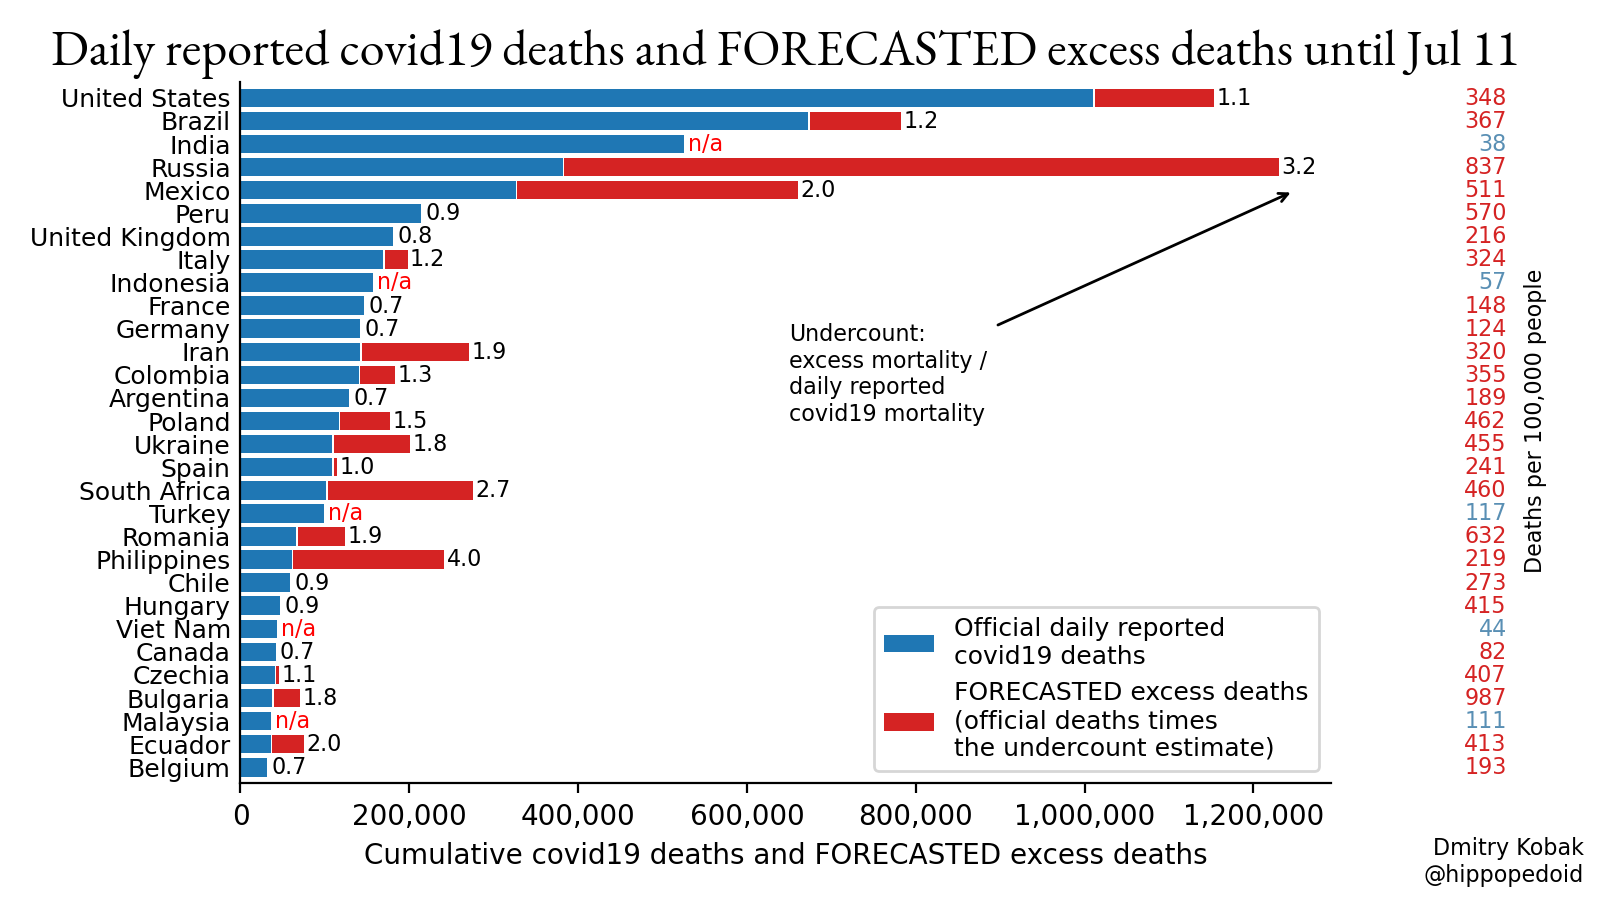 Daily reported covid19 deaths and FORECASTED excess deaths until Jul 11
United States 1.1 348
Brazil 1.2 367
India n/a 38
Russia 3.2 837
Mexico 2.0 511
Peru 0.9 570
United Kingdom 0.8 216
Italy 1.2 324
Indonesia n/a 57
France 0.7 148
Germany 0.7 124
Iran 1.9 320
Colombia 1.3 355
Argentina 0.7 189
Poland 1.5 462
Ukraine 1.8 455
Spain 1.0 241
South Africa 2.7 460
Turkey n/a 117
Romania 1.9 632
Philippines 4.0 219
Chile 0.9 273
Hungary 0.9 415
Viet Nam n/a 44
Canada 0.7 82
Czechia 1.1 407
Bulgaria 1.8 987
Malaysia n/a 111
Ecuador 2.0 413
Belgium 0.7 193
Undercount:
excess mortality /
daily reported
covid19 mortality
Deaths per 100,000 people
Official daily reported
covid19 deaths
FORECASTED excess deaths
(official deaths times
the undercount estimate)
0 200,000 400,000 600,000 800,000 1,000,000 1,200,000
Cumulative covid19 deaths and FORECASTED excess deaths
Dmitry Kobak
@hippopedoid